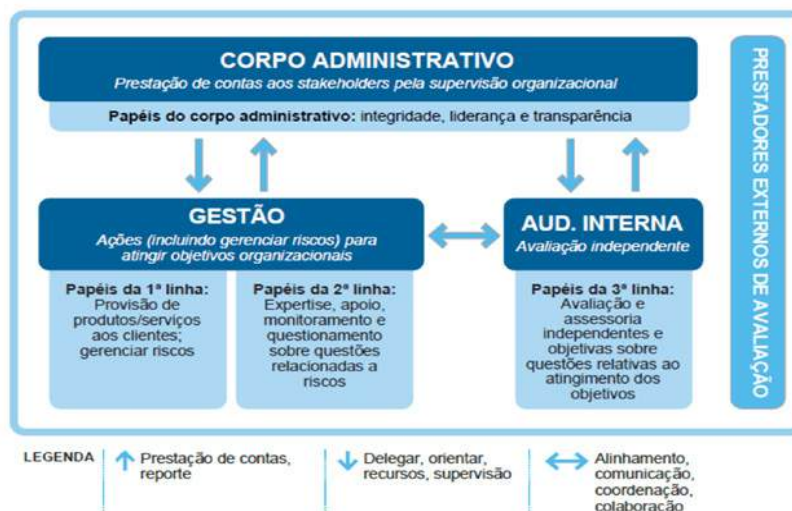 CORPO ADMINISTRATIVO
Prestação de contas aos stakeholders pela supervisão organizacional
Papéis do corpo administrativo: integridade, liderança e transparência
GESTÃO
Ações (incluindo gerenciar riscos) para
atingir objetivos organizacionais
Papéis da 1ª linha:
Provisão de
produtos/serviços
aos clientes;
gerenciar riscos
Papéis da 2ª linha:
Expertise, apoio,
monitoramento e
questionamento
sobre questões
relacionadas a
riscos
AUD. INTERNA
Avaliação independente
Papéis da 3ª linha:
Avaliação e
assessoria
independentes e
objetivas sobre
questões relativas ao
atingimento dos
objetivos
PRESTADORES EXTERNOS DE AVALIAÇÃO
LEGENDA
Prestação de contas,
reporte
Delegar, orientar,
recursos, supervisão
Alinhamento,
comunicação,
coordenação,
colaboração